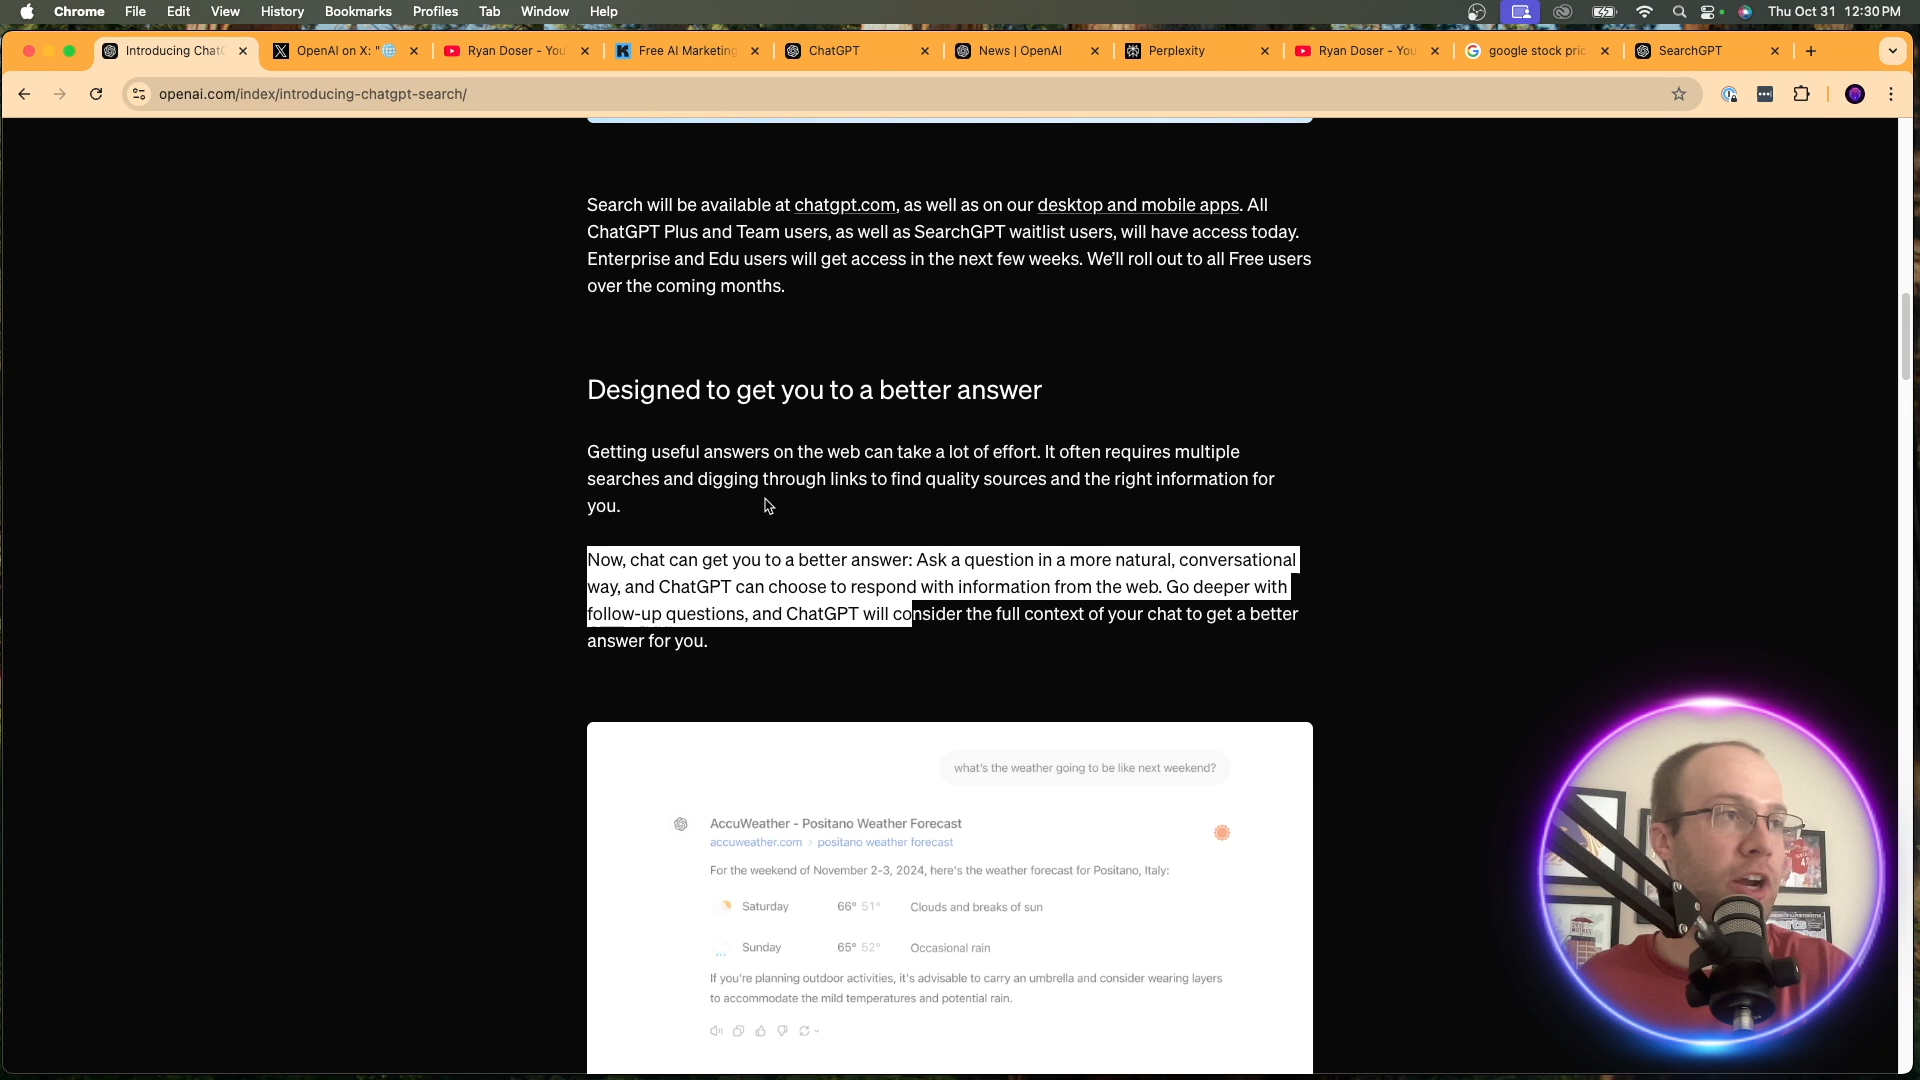 Chrome File Edit View History Bookmarks Profiles Tab Window Help Thu Oct 31 12:30 PM
Introducing ChatG OpenAI on X: "🌐 Ryan Doser - You Free AI Marketing ChatGPT News | OpenAI Perplexity Ryan Doser - You google stock pric SearchGPT
openai.com/index/introducing-chatgpt-search/
Search will be available at chatgpt.com, as well as on our desktop and mobile apps. All
ChatGPT Plus and Team users, as well as SearchGPT waitlist users, will have access today.
Enterprise and Edu users will get access in the next few weeks. We'll roll out to all Free users
over the coming months.
Designed to get you to a better answer
Getting useful answers on the web can take a lot of effort. It often requires multiple
searches and digging through links to find quality sources and the right information for
you.
Now, chat can get you to a better answer: Ask a question in a more natural, conversational
way, and ChatGPT can choose to respond with information from the web. Go deeper with
follow-up questions, and ChatGPT will consider the full context of your chat to get a better
answer for you.
what's the weather going to be like next weekend?
AccuWeather - Positano Weather Forecast
accuweather.com › positano weather forecast
For the weekend of November 2-3, 2024, here's the weather forecast for Positano, Italy:
Saturday 66° 51° Clouds and breaks of sun
Sunday 65° 52° Occasional rain
If you're planning outdoor activities, it's advisable to carry an umbrella and consider wearing layers
to accommodate the mild temperatures and potential rain.